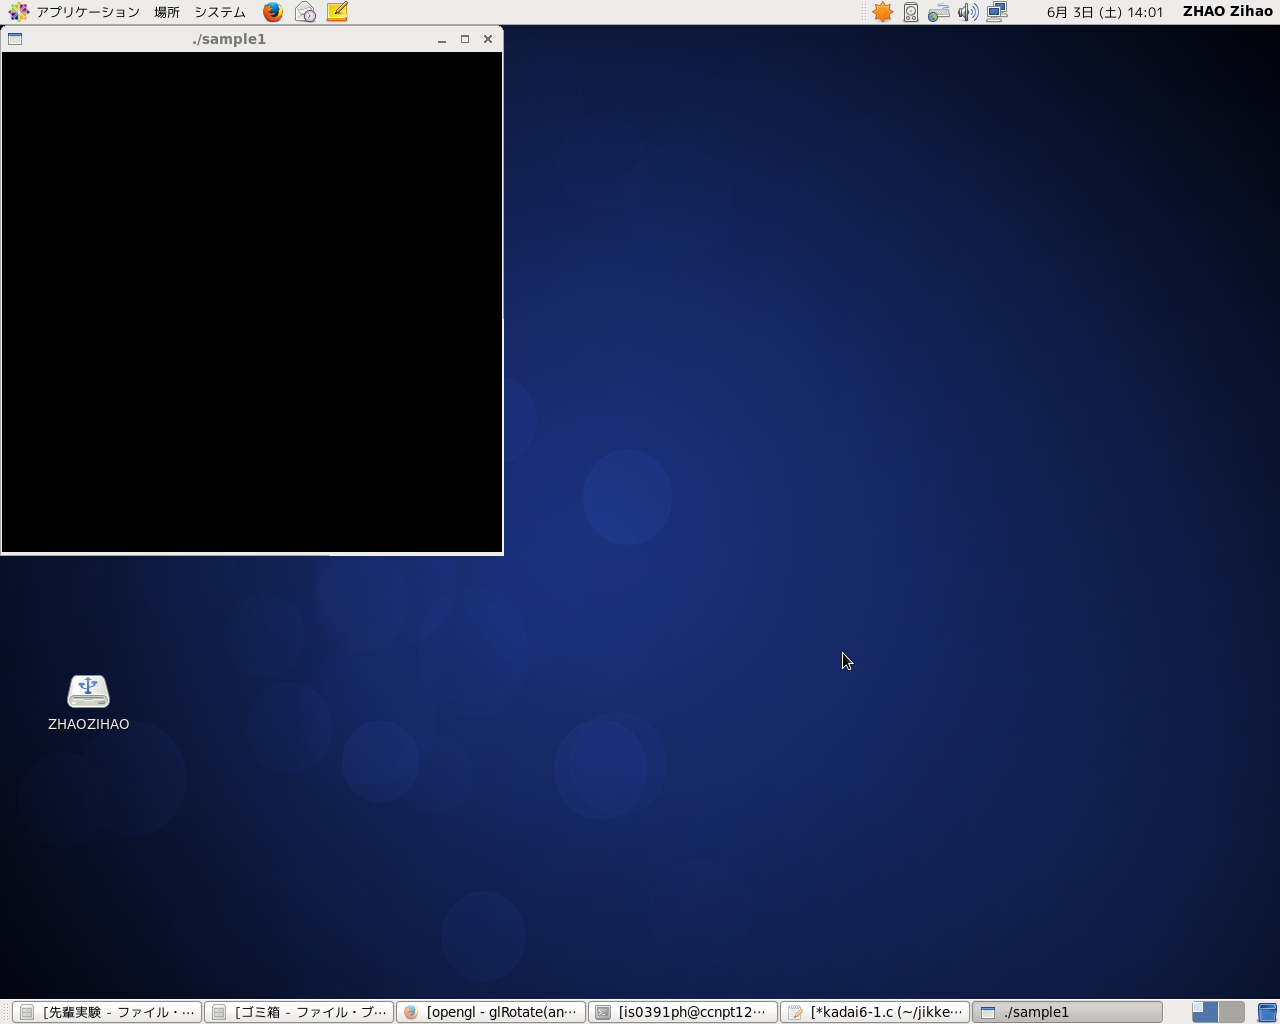 アプリケーション 場所 システム 6月 3日 (土) 14:01 ZHAO Zihao
./sample1
ZHAOZIHAO
[先輩実験 - ファイル・⋯ [ゴミ箱 - ファイル・ブ⋯ [opengl - glRotate(an⋯ [is0391ph@ccnpt12⋯ [*kadai6-1.c (~/jikke⋯ ./sample1